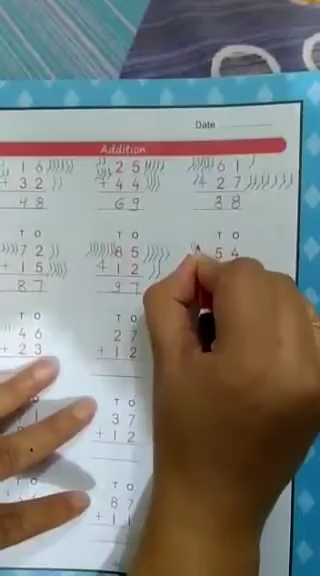 Date
Addition
16 25 61
+ 32 + 44 + 27
48 69 88
T O T O
72 85 54
+ 15 + 12
87 97
T O T O
46 27
+ 23 + 12
T O
37
+ 12
T O
87
+ 11